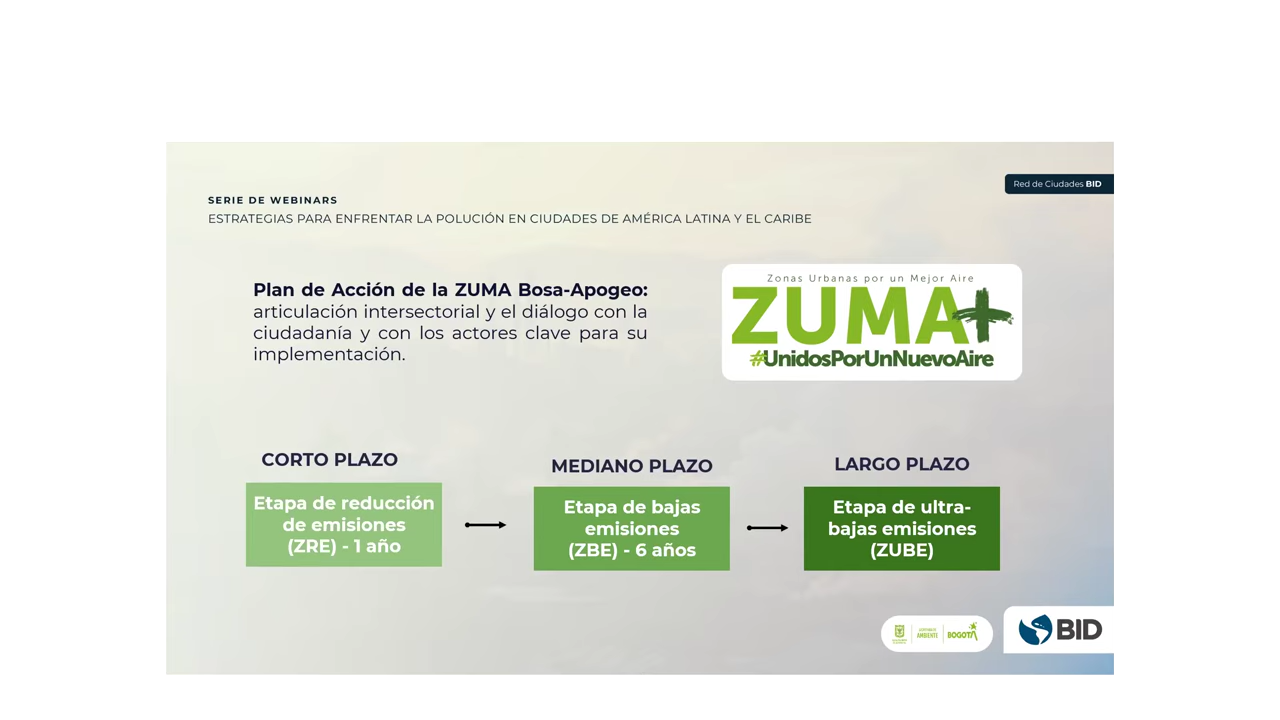 Red de Ciudades BID
SERIE DE WEBINARS
ESTRATEGIAS PARA ENFRENTAR LA POLUCIÓN EN CIUDADES DE AMÉRICA LATINA Y EL CARIBE
Plan de Acción de la ZUMA Bosa-Apogeo:
articulación intersectorial y el diálogo con la
ciudadanía y con los actores clave para su
implementación.
Zonas Urbanas por un Mejor Aire
ZUMA+
#UnidosPorUnNuevoAire
CORTO PLAZO
Etapa de reducción
de emisiones
(ZRE) - 1 año
MEDIANO PLAZO
Etapa de bajas
emisiones
(ZBE) - 6 años
LARGO PLAZO
Etapa de ultra-
bajas emisiones
(ZUBE)
AMBIENTE
BOGOTÁ
BID